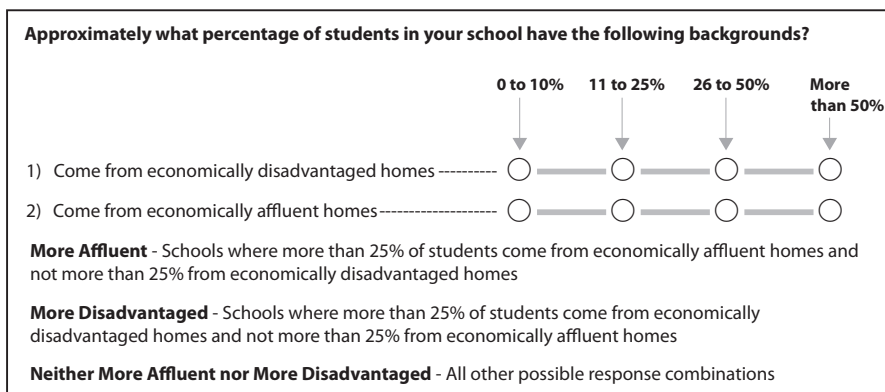 Approximately what percentage of students in your school have the following backgrounds?
0 to 10% 11 to 25% 26 to 50% More than 50%
1) Come from economically disadvantaged homes ----------
2) Come from economically affluent homes--------------------
More Affluent - Schools where more than 25% of students come from economically affluent homes and
not more than 25% from economically disadvantaged homes
More Disadvantaged - Schools where more than 25% of students come from economically
disadvantaged homes and not more than 25% from economically affluent homes
Neither More Affluent nor More Disadvantaged - All other possible response combinations